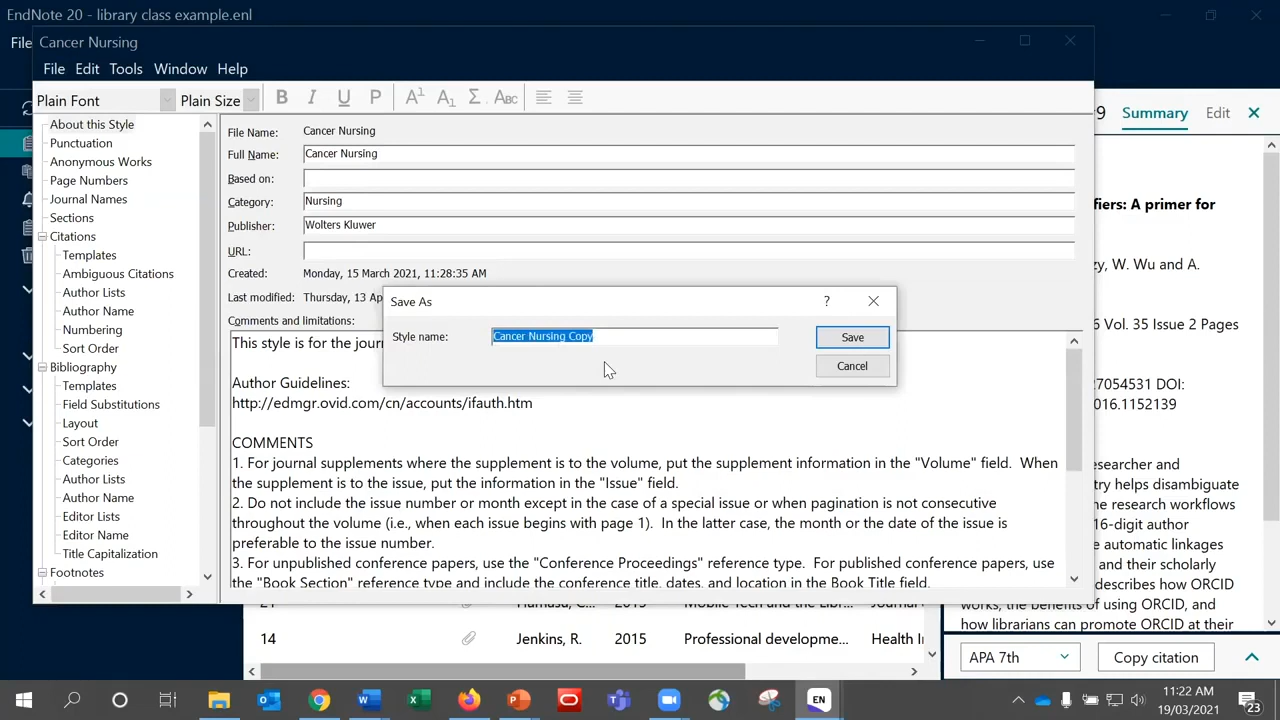 EndNote 20 - library class example.enl
File
Cancer Nursing
File Edit Tools Window Help
Plain Font Plain Size B I U P A1 A1 Σ Abc
About this Style
Punctuation
Anonymous Works
Page Numbers
Journal Names
Sections
Citations
Templates
Ambiguous Citations
Author Lists
Author Name
Numbering
Sort Order
Bibliography
Templates
Field Substitutions
Layout
Sort Order
Categories
Author Lists
Author Name
Editor Lists
Editor Name
Title Capitalization
Footnotes
File Name: Cancer Nursing
Full Name: Cancer Nursing
Based on:
Category: Nursing
Publisher: Wolters Kluwer
URL:
Created: Monday, 15 March 2021, 11:28:35 AM
Last modified: Thursday, 13 Ap
Comments and limitations:
This style is for the jour
Author Guidelines:
http://edmgr.ovid.com/cn/accounts/ifauth.htm
COMMENTS
1. For journal supplements where the supplement is to the volume, put the supplement information in the "Volume" field. When
the supplement is to the issue, put the information in the "Issue" field.
2. Do not include the issue number or month except in the case of a special issue or when pagination is not consecutive
throughout the volume (i.e., when each issue begins with page 1). In the latter case, the month or the date of the issue is
preferable to the issue number.
3. For unpublished conference papers, use the "Conference Proceedings" reference type. For published conference papers, use
the "Book Section" reference type and include the conference title, dates, and location in the Book Title field.
Save As ?
Style name: Cancer Nursing Copy
Save
Cancel
9 Summary Edit
fiers: A primer for
zy, W. Wu and A.
6 Vol. 35 Issue 2 Pages
27054531 DOI:
016.1152139
esearcher and
try helps disambiguate
he research workflows
16-digit author
e automatic linkages
and their scholarly
describes how ORCID
works, the benefits of using ORCID, and
how librarians can promote ORCID at their
2015
14 Jenkins, R. 2015 Professional developme... Health In
APA 7th Copy citation
EN
11:22 AM
19/03/2021
23